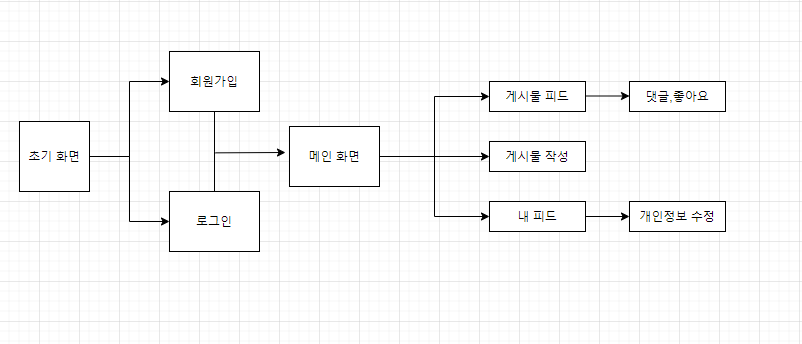 초기 화면
회원가입
로그인
메인 화면
게시물 피드
댓글,좋아요
게시물 작성
내 피드
개인정보 수정